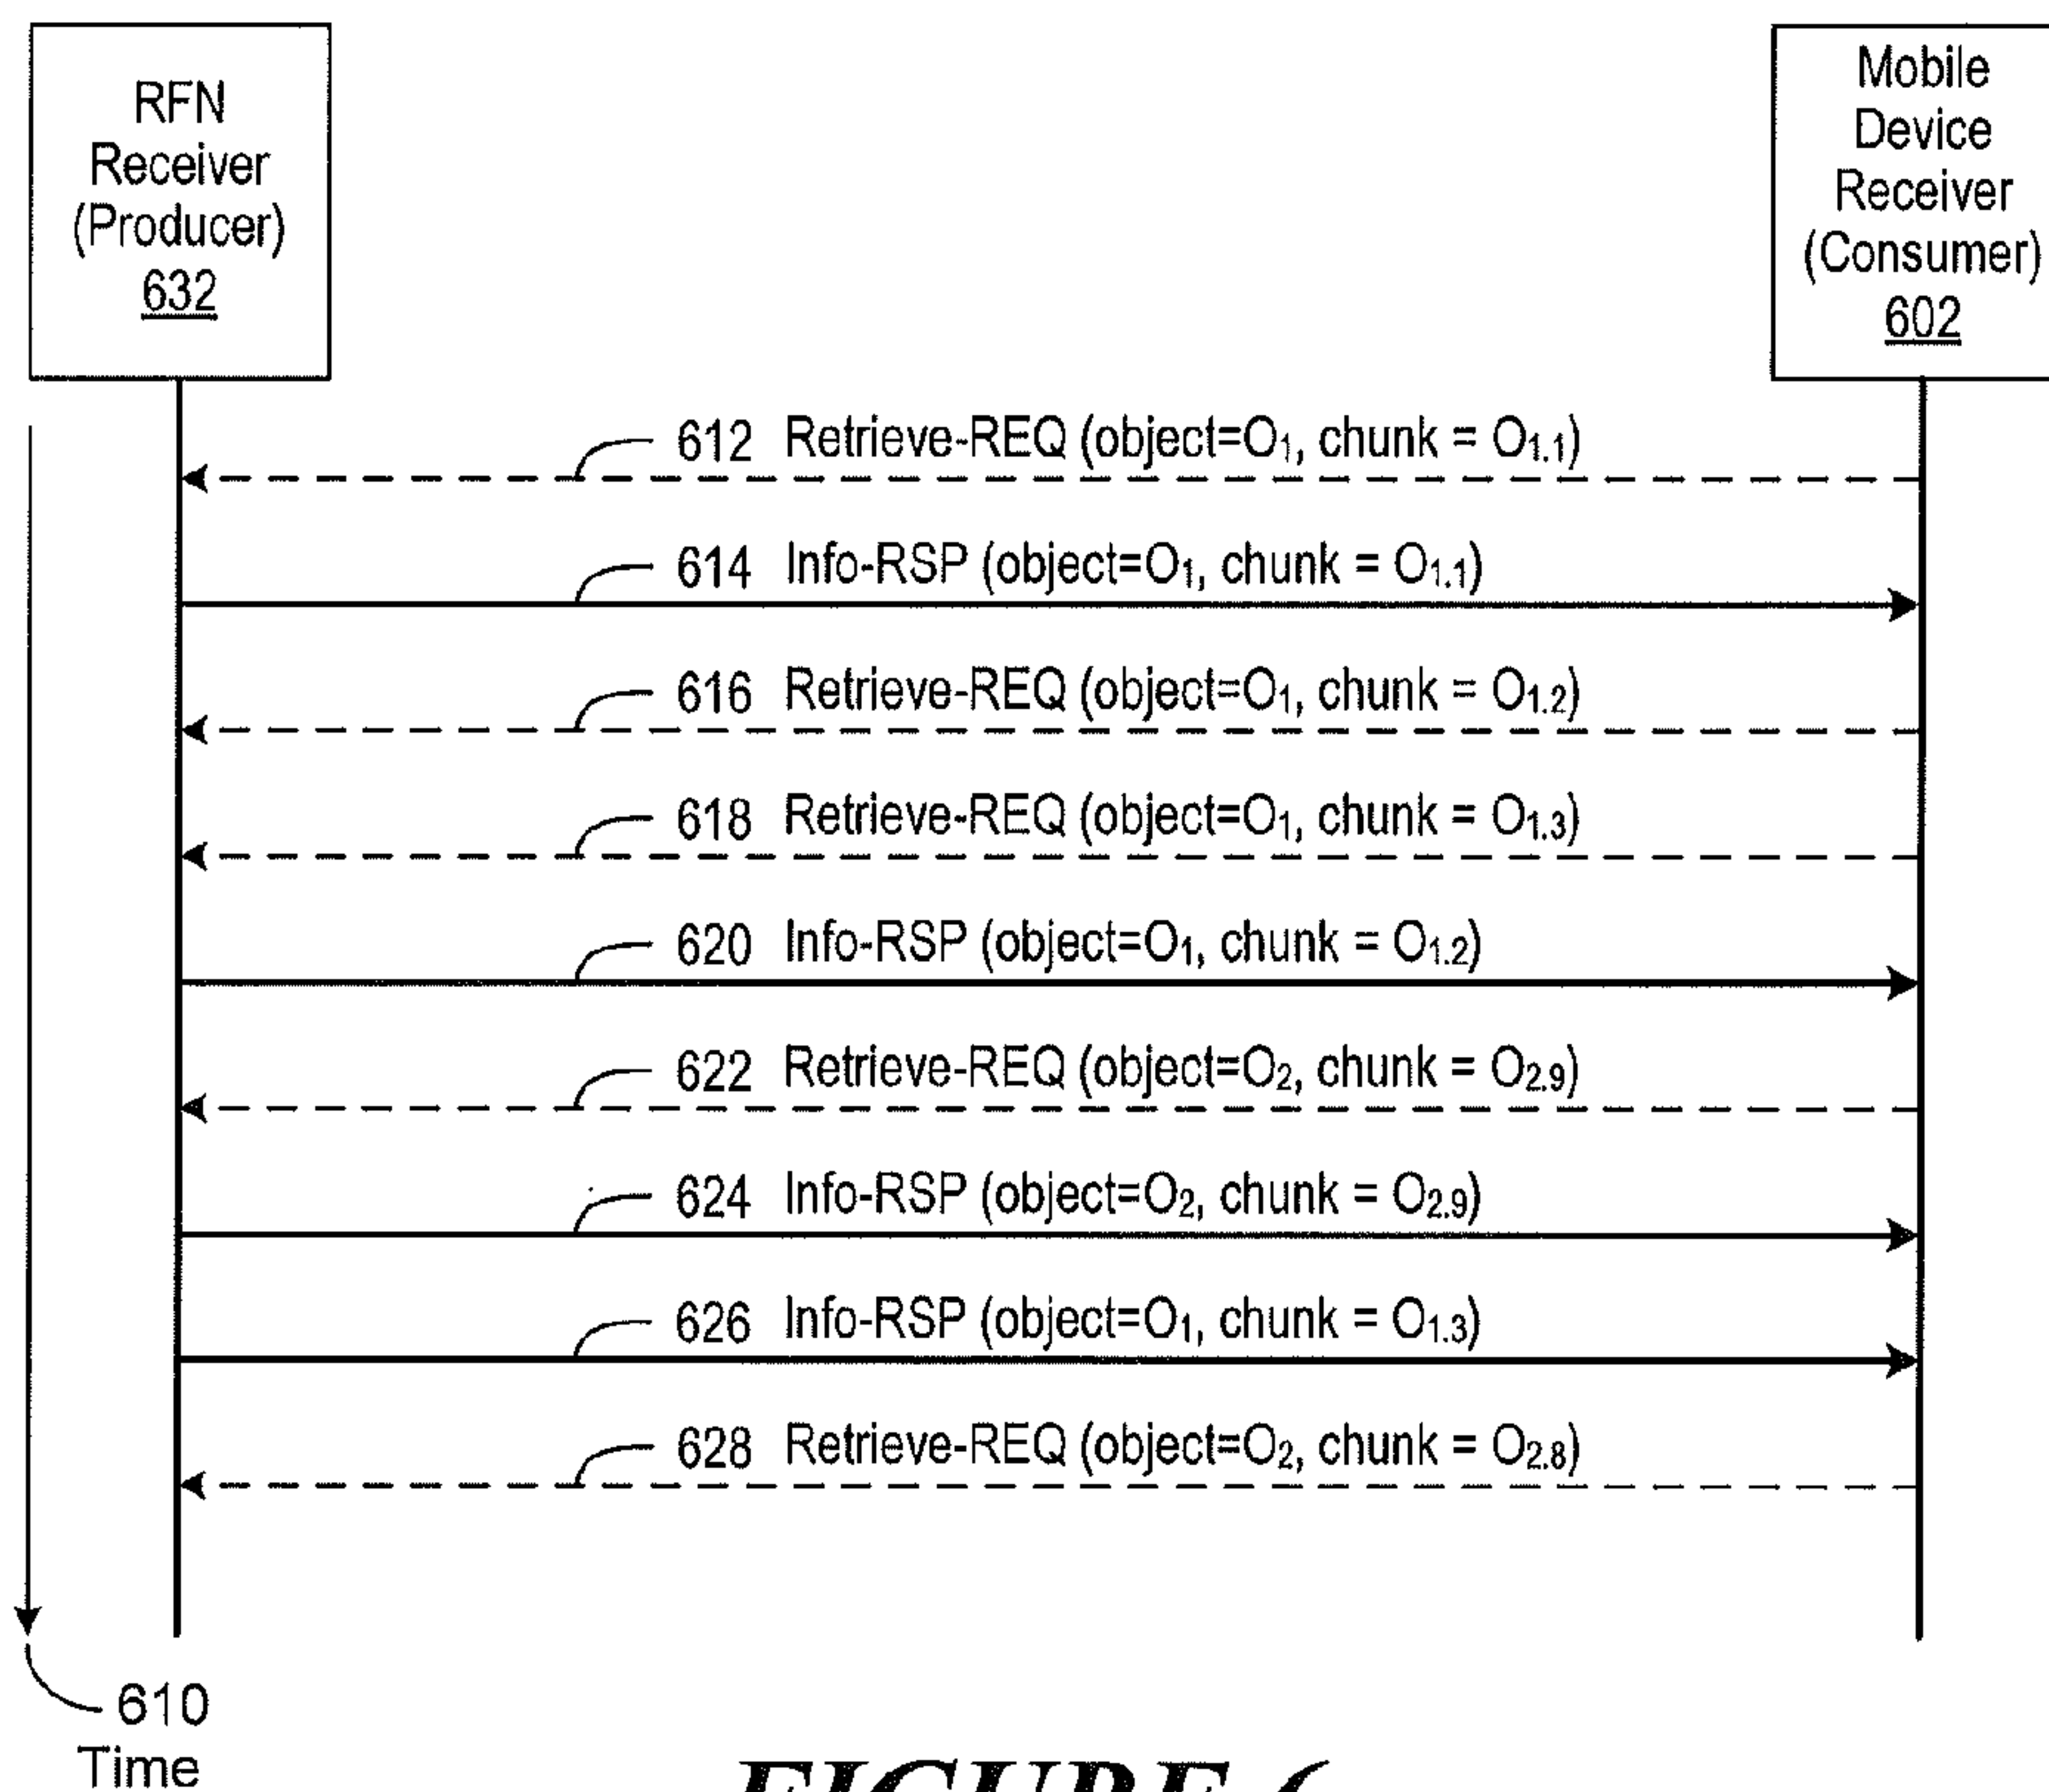 RFN
Receiver
(Producer)
632
Mobile
Device
Receiver
(Consumer)
602
612 Retrieve-REQ (object=O1, chunk = O1.1)
614 Info-RSP (object=O1, chunk = O1.1)
616 Retrieve-REQ (object=O1, chunk = O1.2)
618 Retrieve-REQ (object=O1, chunk = O1.3)
620 Info-RSP (object=O1, chunk = O1.2)
622 Retrieve-REQ (object=O2, chunk = O2.9)
624 Info-RSP (object=O2, chunk = O2.9)
626 Info-RSP (object=O1, chunk = O1.3)
628 Retrieve-REQ (object=O2, chunk = O2.8)
610
Time
FIGURE